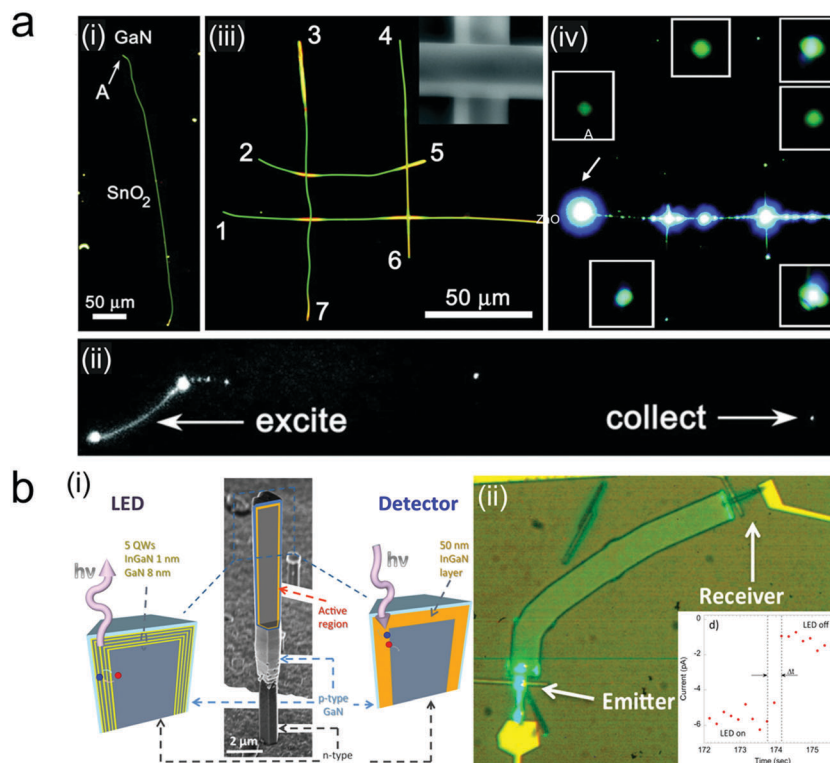 a
(i)
GaN
A
SnO2
50 µm
(iii)
3
4
2
5
1
6
7
50 µm
(iv)
A
ZnO
(ii)
excite
collect
b
(i)
LED
5 QWs
InGaN 1 nm
GaN 8 nm
hv
Active
region
p-type
GaN
n-type
2 µm
Detector
50 nm
InGaN
layer
hv
(ii)
Receiver
Emitter
d)
LED off
Δt
LED on
Current (pA)
0
-2
-4
-6
172
173
174
175
Time (sec)